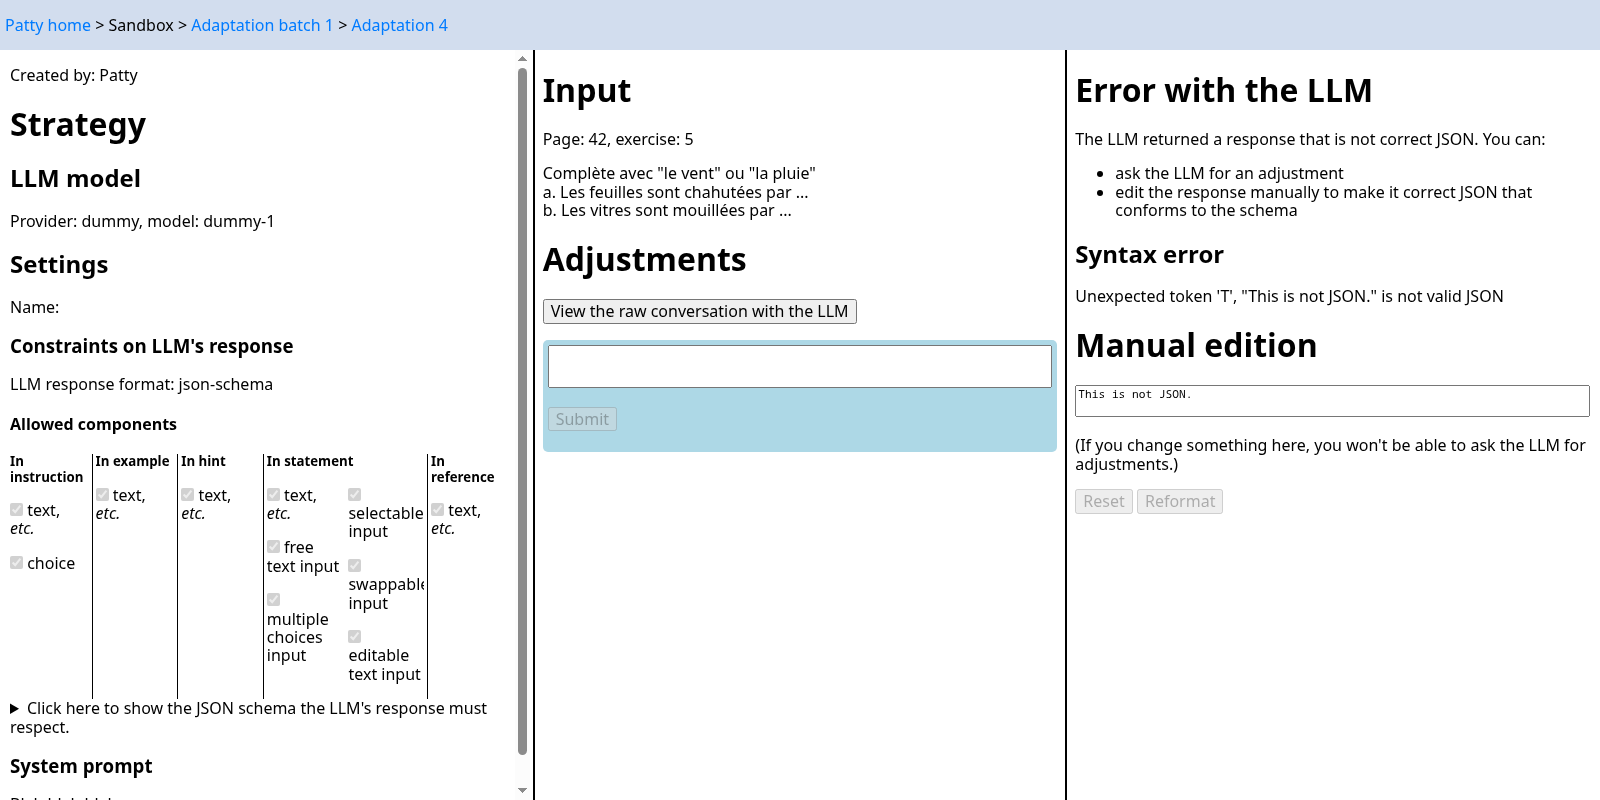 Patty home > Sandbox > Adaptation batch 1 > Adaptation 4
Created by: Patty
Strategy
LLM model
Provider: dummy, model: dummy-1
Settings
Name:
Constraints on LLM's response
LLM response format: json-schema
Allowed components
In
instruction
text,
etc.
choice
In example
text,
etc.
In hint
text,
etc.
In statement
text,
etc.
free
text input
multiple
choices
input
selectable
input
swappable
input
editable
text input
In
reference
text,
etc.
Click here to show the JSON schema the LLM's response must
respect.
System prompt
Input
Page: 42, exercise: 5
Complète avec "le vent" ou "la pluie"
a. Les feuilles sont chahutées par ...
b. Les vitres sont mouillées par ...
Adjustments
View the raw conversation with the LLM
Submit
Error with the LLM
The LLM returned a response that is not correct JSON. You can:
ask the LLM for an adjustment
edit the response manually to make it correct JSON that
conforms to the schema
Syntax error
Unexpected token 'T', "This is not JSON." is not valid JSON
Manual edition
This is not JSON.
(If you change something here, you won't be able to ask the LLM for
adjustments.)
Reset Reformat